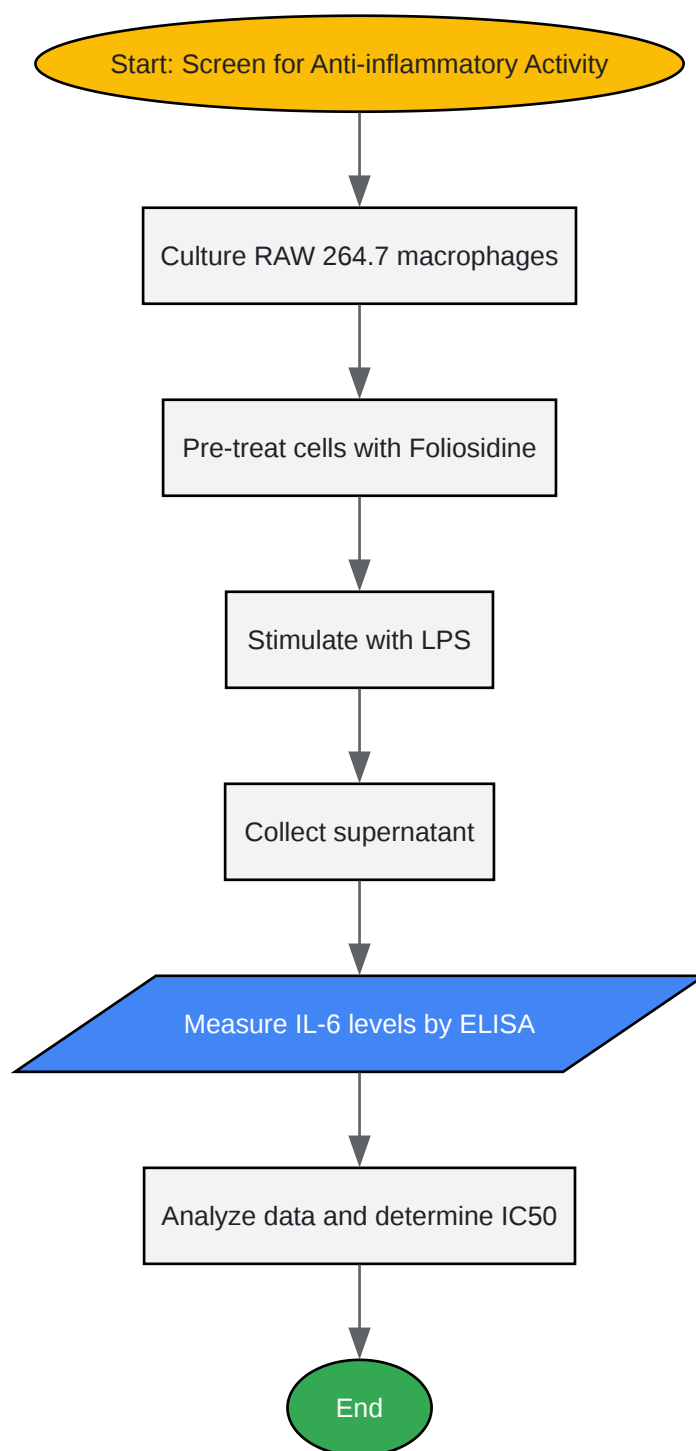 Start: Screen for Anti-inflammatory Activity
Culture RAW 264.7 macrophages
Pre-treat cells with Foliosidine
Stimulate with LPS
Collect supernatant
Measure IL-6 levels by ELISA
Analyze data and determine IC50
End